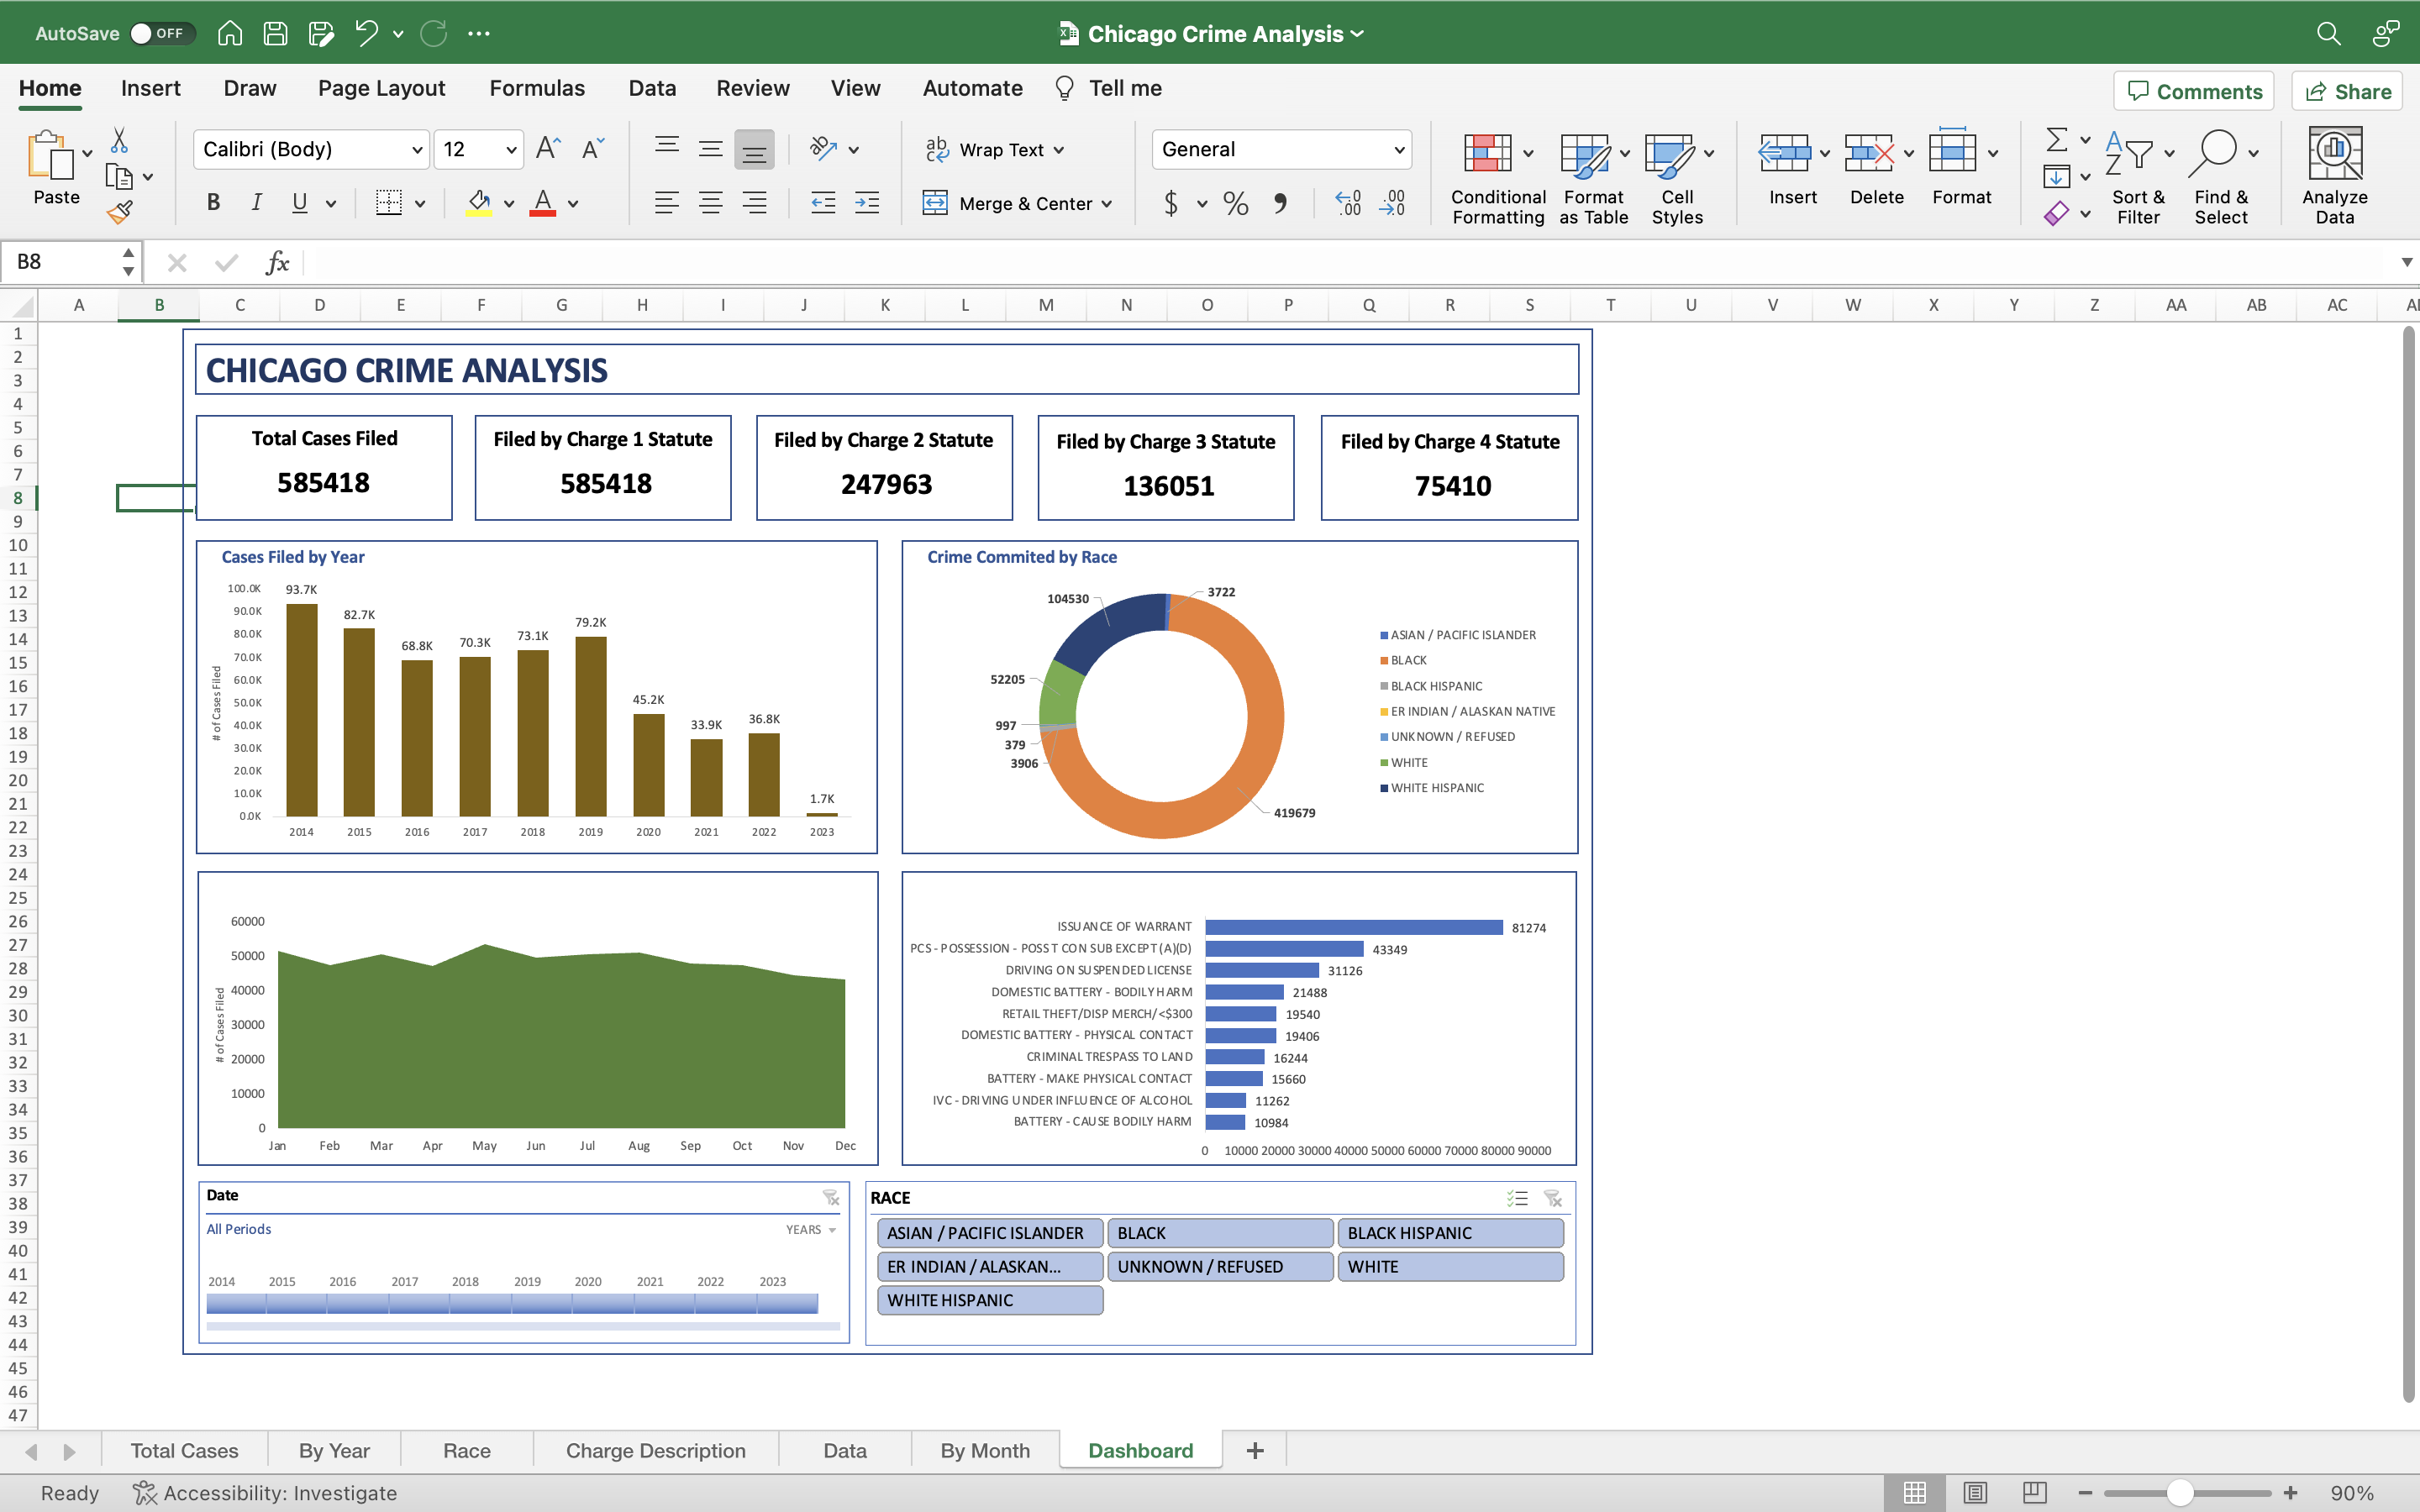 AutoSave OFF Chicago Crime Analysis
Home Insert Draw Page Layout Formulas Data Review View Automate Tell me Comments Share
Paste Calibri (Body) 12 Wrap Text General Conditional Formatting Format as Table Cell Styles Insert Delete Format Sort & Filter Find & Select Analyze Data
B I U Merge & Center $ % 9
B8 fx
A B C D E F G H I J K L M N O P Q R S T U V W X Y Z AA AB AC
1
2
3
4
5
6
7
8
9
10
11
12
13
14
15
16
17
18
19
20
21
22
23
24
25
26
27
28
29
30
31
32
33
34
35
36
37
38
39
40
41
42
43
44
45
46
47
CHICAGO CRIME ANALYSIS
Total Cases Filed
585418
Filed by Charge 1 Statute
585418
Filed by Charge 2 Statute
247963
Filed by Charge 3 Statute
136051
Filed by Charge 4 Statute
75410
Cases Filed by Year
# of Cases Filed
100.0K
90.0K
80.0K
70.0K
60.0K
50.0K
40.0K
30.0K
20.0K
10.0K
0.0K
93.7K 82.7K 68.8K 70.3K 73.1K 79.2K 45.2K 33.9K 36.8K 1.7K
2014 2015 2016 2017 2018 2019 2020 2021 2022 2023
Crime Commited by Race
104530
3722
52205
997
379
3906
419679
ASIAN / PACIFIC ISLANDER
BLACK
BLACK HISPANIC
ER INDIAN / ALASKAN NATIVE
UNKNOWN / REFUSED
WHITE
WHITE HISPANIC
# of Cases Filed
60000
50000
40000
30000
20000
10000
0
Jan Feb Mar Apr May Jun Jul Aug Sep Oct Nov Dec
ISSUANCE OF WARRANT 81274
PCS - POSSESSION - POSS T CON SUB EXCEPT (A)(D) 43349
DRIVING ON SUSPENDED LICENSE 31126
DOMESTIC BATTERY - BODILY HARM 21488
RETAIL THEFT/DISP MERCH/<$300 19540
DOMESTIC BATTERY - PHYSICAL CONTACT 19406
CRIMINAL TRESPASS TO LAND 16244
BATTERY - MAKE PHYSICAL CONTACT 15660
IVC - DRIVING UNDER INFLUENCE OF ALCOHOL 11262
BATTERY - CAUSE BODILY HARM 10984
0 10000 20000 30000 40000 50000 60000 70000 80000 90000
Date
All Periods YEARS
2014 2015 2016 2017 2018 2019 2020 2021 2022 2023
RACE
ASIAN / PACIFIC ISLANDER BLACK BLACK HISPANIC
ER INDIAN / ALASKAN... UNKNOWN / REFUSED WHITE
WHITE HISPANIC
Total Cases By Year Race Charge Description Data By Month Dashboard +
Ready Accessibility: Investigate 90%